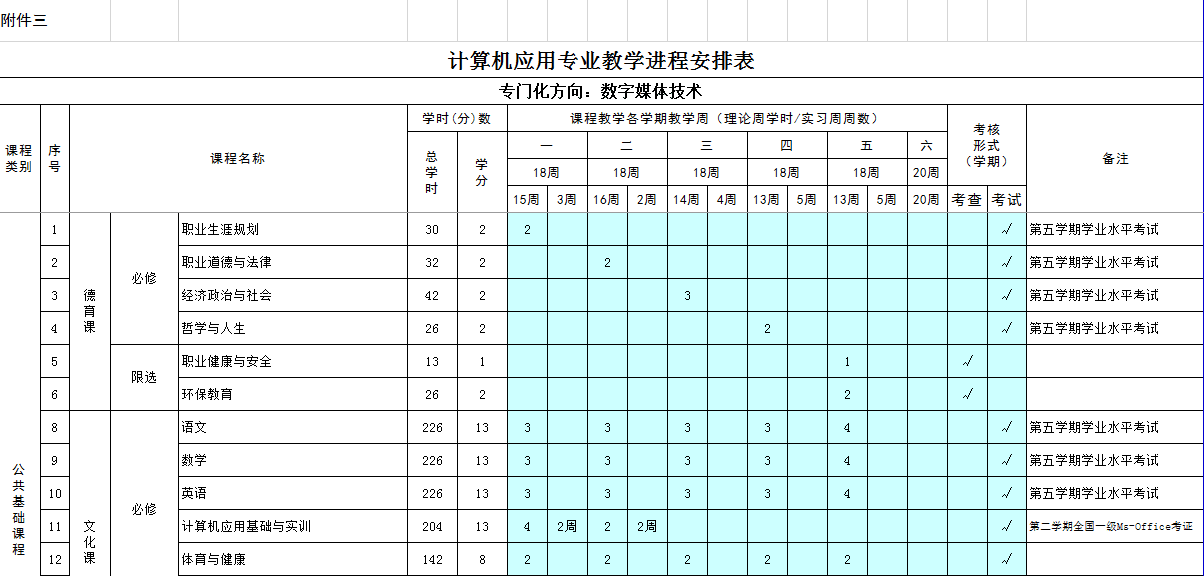 附件三
计算机应用专业教学进程安排表
专门化方向：数字媒体技术
课程类别 序号 课程名称 学时(分)数 课程教学各学期教学周（理论周学时/实习周周数） 考核形式（学期） 备注
总学时 学分 一 二 三 四 五 六
18周 18周 18周 18周 18周 20周
15周 3周 16周 2周 14周 4周 13周 5周 13周 5周 20周 考查 考试
公共基础课程
德育课
必修
1 职业生涯规划 30 2 2 √ 第五学期学业水平考试
2 职业道德与法律 32 2 2 √ 第五学期学业水平考试
3 经济政治与社会 42 2 3 √ 第五学期学业水平考试
4 哲学与人生 26 2 2 √ 第五学期学业水平考试
限选
5 职业健康与安全 13 1 1 √
6 环保教育 26 2 2 √
文化课
必修
8 语文 226 13 3 3 3 3 4 √ 第五学期学业水平考试
9 数学 226 13 3 3 3 3 4 √ 第五学期学业水平考试
10 英语 226 13 3 3 3 3 4 √ 第五学期学业水平考试
11 计算机应用基础与实训 204 13 4 2周 2 2周 √ 第二学期全国一级Ms-Office考证
12 体育与健康 142 8 2 2 2 2 2 √